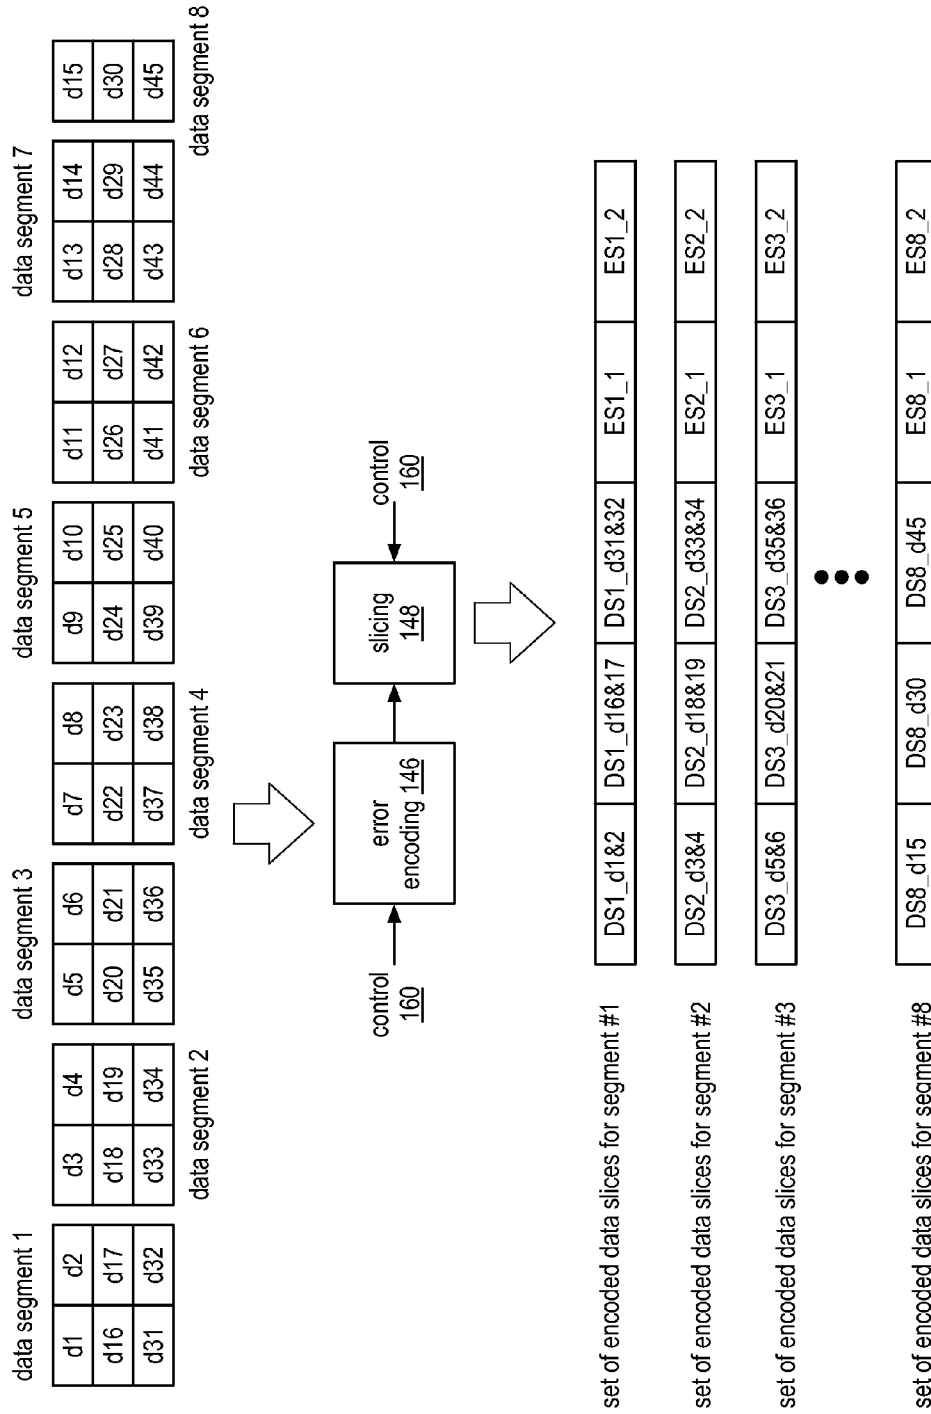 data segment 1
data segment 3
data segment 5
data segment 7
d1 d2 d3 d4 d5 d6 d7 d8 d9 d10 d11 d12 d13 d14 d15
d16 d17 d18 d19 d20 d21 d22 d23 d24 d25 d26 d27 d28 d29 d30
d31 d32 d33 d34 d35 d36 d37 d38 d39 d40 d41 d42 d43 d44 d45
data segment 2
data segment 4
data segment 6
data segment 8
control
160
error
encoding 146
slicing
148
control
160
set of encoded data slices for segment #1
DS1_d1&2 DS1_d16&17 DS1_d31&32 ES1_1 ES1_2
set of encoded data slices for segment #2
DS2_d3&4 DS2_d18&19 DS2_d33&34 ES2_1 ES2_2
set of encoded data slices for segment #3
DS3_d5&6 DS3_d20&21 DS3_d35&36 ES3_1 ES3_2
set of encoded data slices for segment #8
DS8_d15 DS8_d30 DS8_d45 ES8_1 ES8_2